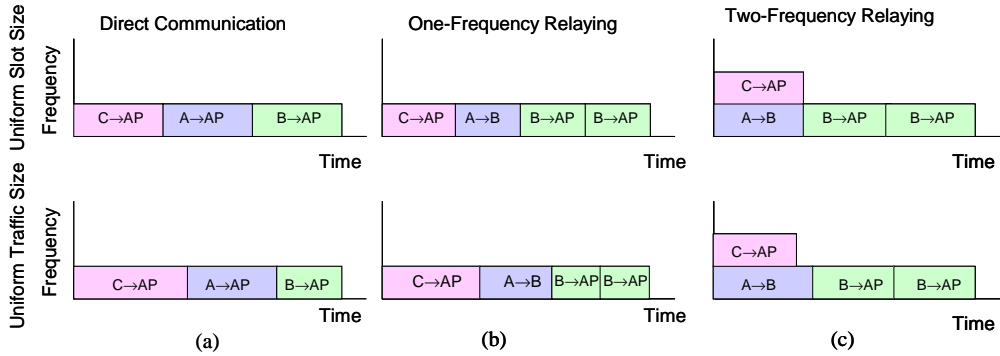 Direct Communication
One-Frequency Relaying
Two-Frequency Relaying
Uniform Slot Size
Frequency
C→AP
A→AP
B→AP
Time
C→AP
A→B
B→AP
B→AP
Time
C→AP
A→B
B→AP
B→AP
Time
Uniform Traffic Size
Frequency
C→AP
A→AP
B→AP
Time
C→AP
A→B
B→AP
B→AP
Time
C→AP
A→B
B→AP
B→AP
Time
(a)
(b)
(c)